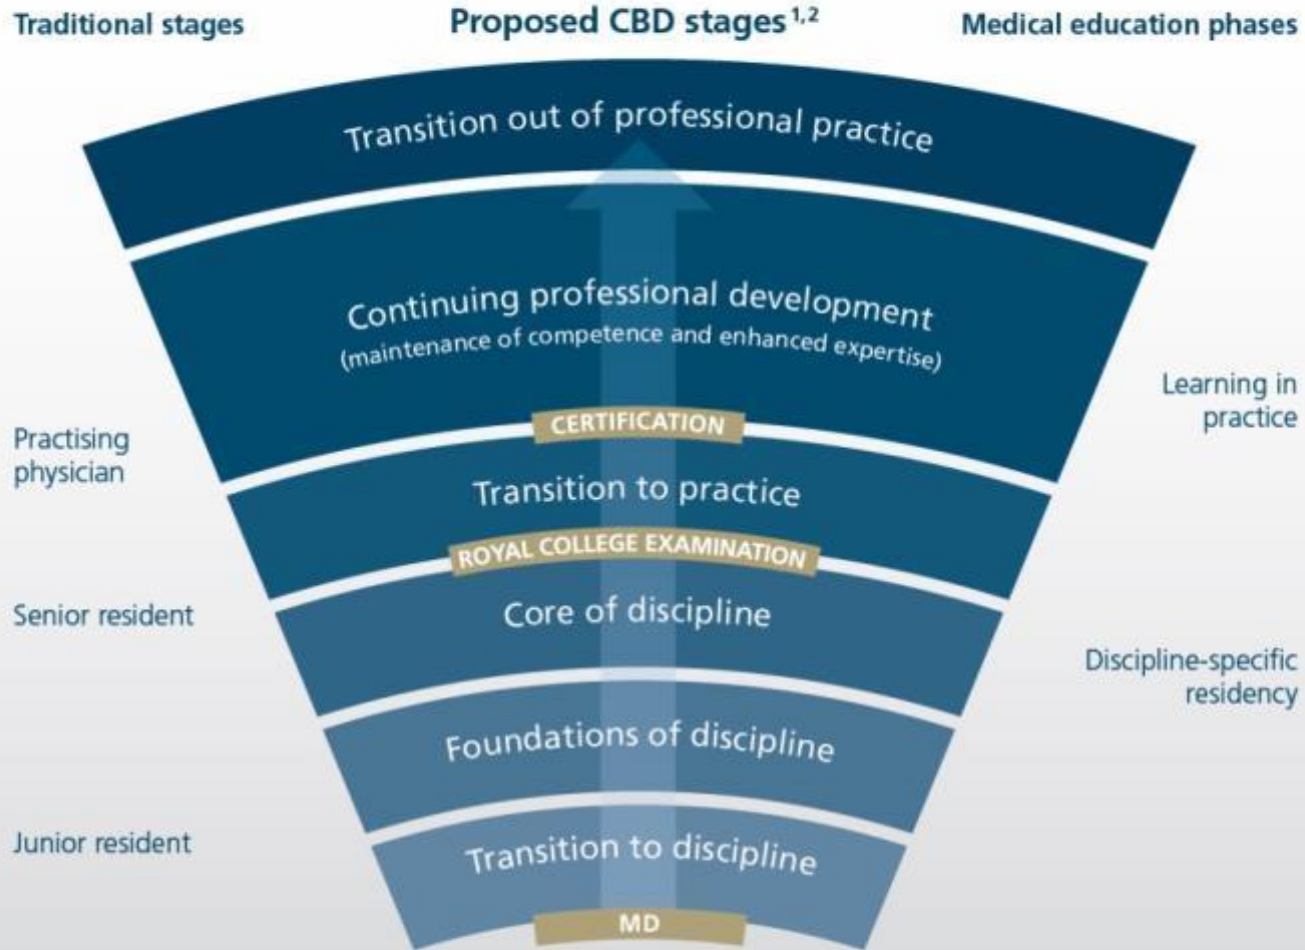 Traditional stages
Proposed CBD stages 1,2
Medical education phases
Transition out of professional practice
Continuing professional development
(maintenance of competence and enhanced expertise)
Learning in
practice
CERTIFICATION
Practising
physician
Transition to practice
ROYAL COLLEGE EXAMINATION
Senior resident
Core of discipline
Discipline-specific
residency
Foundations of discipline
Junior resident
Transition to discipline
MD